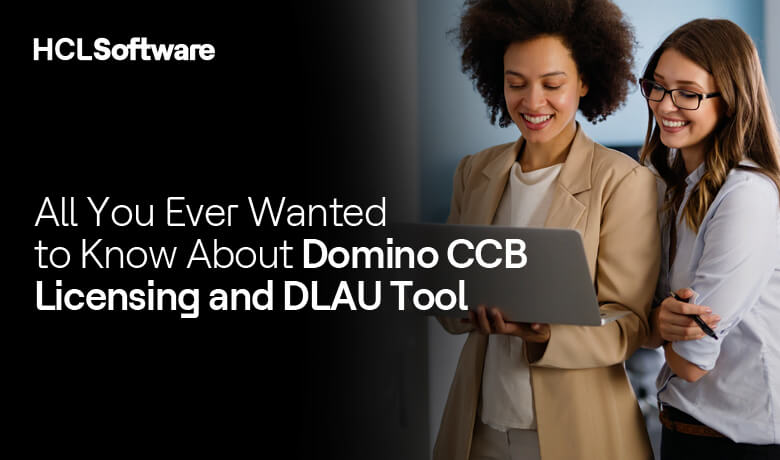 HCLSoftware
All You Ever Wanted
to Know About Domino CCB
Licensing and DLAU Tool